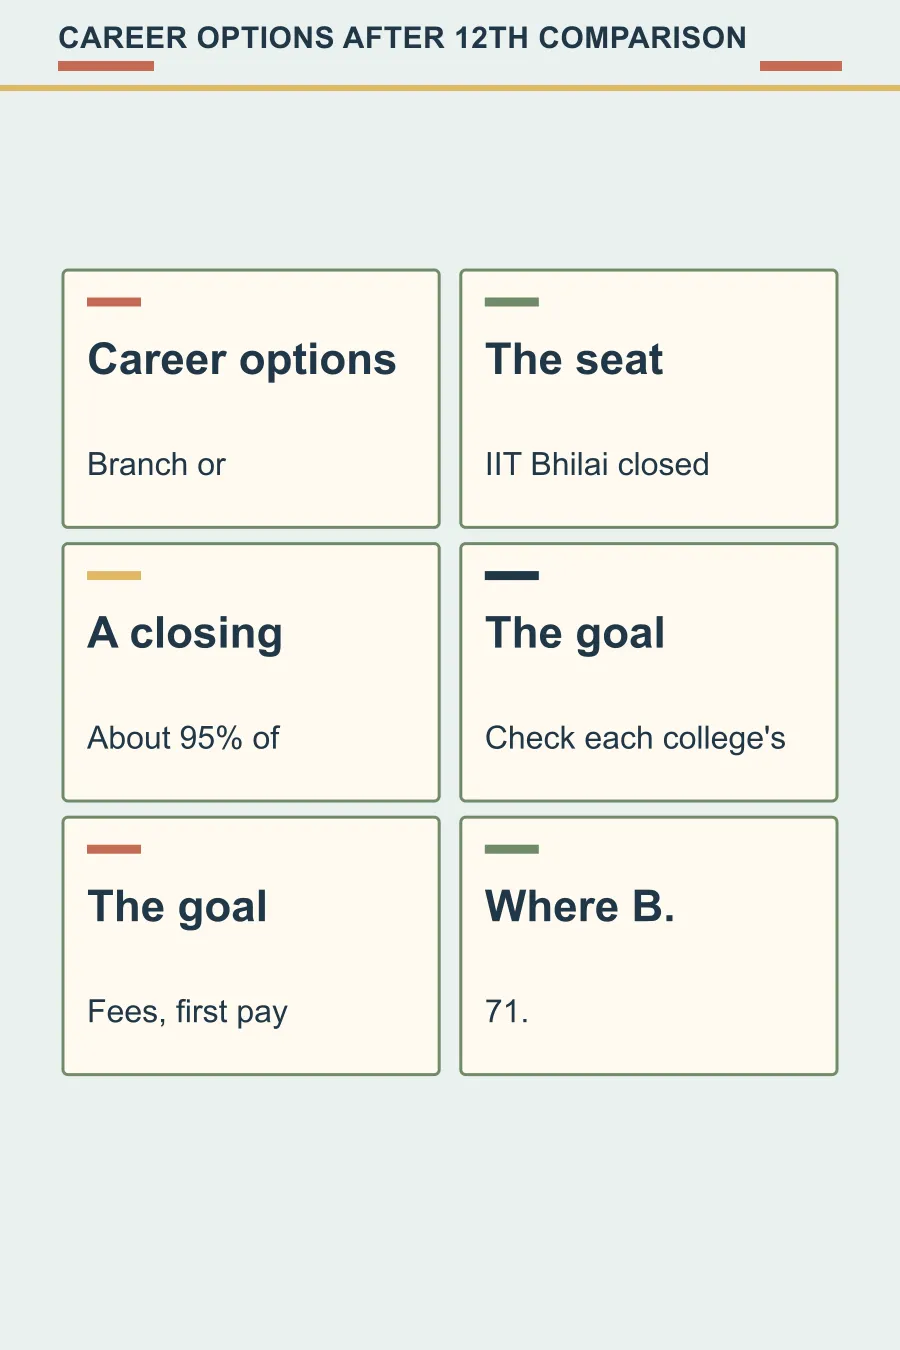 CAREER OPTIONS AFTER 12TH COMPARISON
Career options
Branch or
The seat
IIT Bhilai closed
A closing
About 95% of
The goal
Check each college's
The goal
Fees, first pay
Where B.
71.